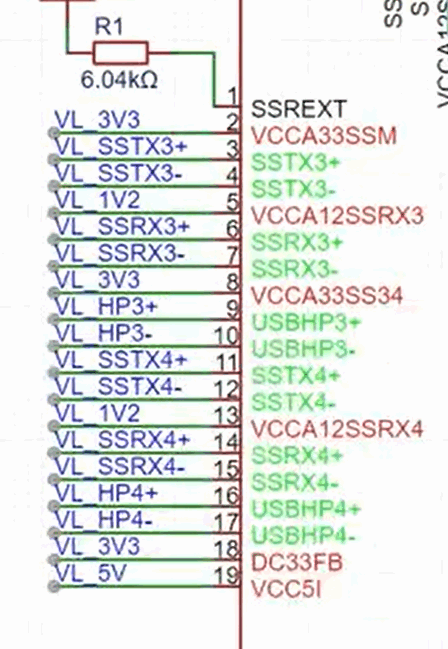 R1
6.04kΩ
1 SSREXT
VL_3V3 2 VCCA33SSM
VL_SSTX3+ 3 SSTX3+
VL_SSTX3- 4 SSTX3-
VL_1V2 5 VCCA12SSRX3
VL_SSRX3+ 6 SSRX3+
VL_SSRX3- 7 SSRX3-
VL_3V3 8 VCCA33SS34
VL_HP3+ 9 USBHP3+
VL_HP3- 10 USBHP3-
VL_SSTX4+ 11 SSTX4+
VL_SSTX4- 12 SSTX4-
VL_1V2 13 VCCA12SSRX4
VL_SSRX4+ 14 SSRX4+
VL_SSRX4- 15 SSRX4-
VL_HP4+ 16 USBHP4+
VL_HP4- 17 USBHP4-
VL_3V3 18 DC33FB
VL_5V 19 VCC5I